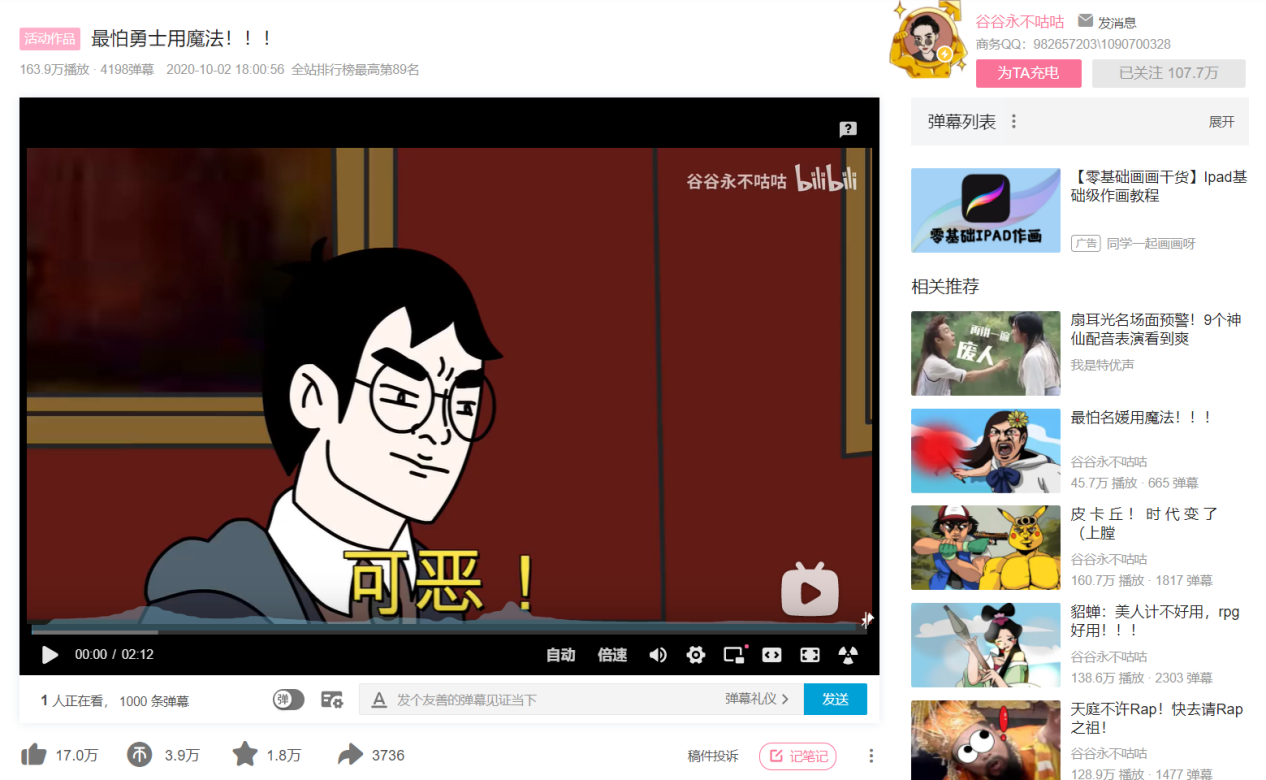 活动作品 最怕勇士用魔法！！！
163.9万播放 · 4198弹幕 2020-10-02 18:00:56 全站排行榜最高第89名
谷谷永不咕咕 发消息
商务QQ：982657203\1090700328
为TA充电 已关注 107.7万
谷谷永不咕咕 bilibili
可恶！
00:00 / 02:12 自动 倍速
1 人正在看， 1000 条弹幕 弹 发个友善的弹幕见证当下 弹幕礼仪 发送
17.0万 3.9万 1.8万 3736 稿件投诉 记笔记
弹幕列表 展开
零基础IPAD作画
【零基础画画干货】Ipad基
础级作画教程
广告 同学一起画画呀
相关推荐
再讲一遍
废人
扇耳光名场面预警！9个神
仙配音表演看到爽
我是特优声
最怕名媛用魔法！！！
谷谷永不咕咕
45.7万 播放 · 665 弹幕
皮 卡 丘 ！ 时 代 变 了
（上膛
谷谷永不咕咕
160.7万 播放 · 1817 弹幕
貂蝉：美人计不好用，rpg
好用！！！
谷谷永不咕咕
138.6万 播放 · 2303 弹幕
天庭不许Rap！快去请Rap
之祖！
谷谷永不咕咕
128.9万 播放 · 1477 弹幕